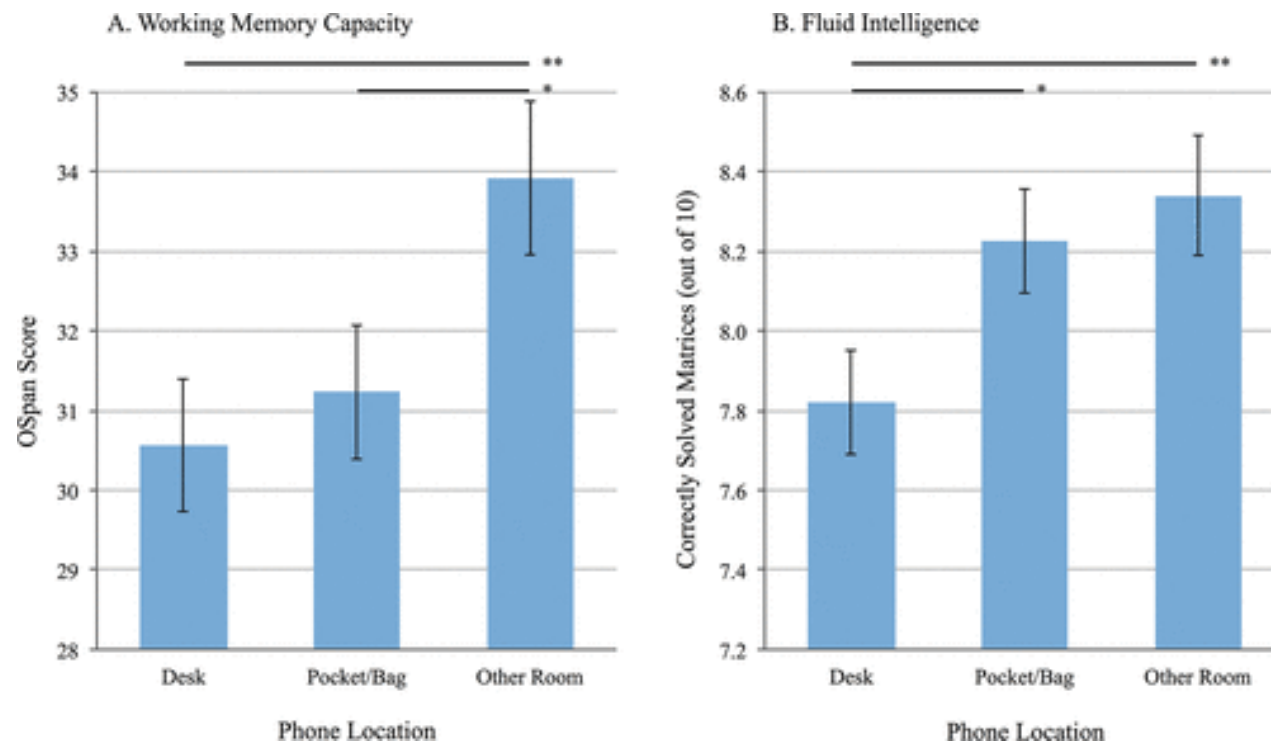 A. Working Memory Capacity
**
*
35
34
33
32
31
30
29
28
OSpan Score
Desk
Pocket/Bag
Other Room
Phone Location
B. Fluid Intelligence
**
*
8.6
8.4
8.2
8.0
7.8
7.6
7.4
7.2
Correctly Solved Matrices (out of 10)
Desk
Pocket/Bag
Other Room
Phone Location